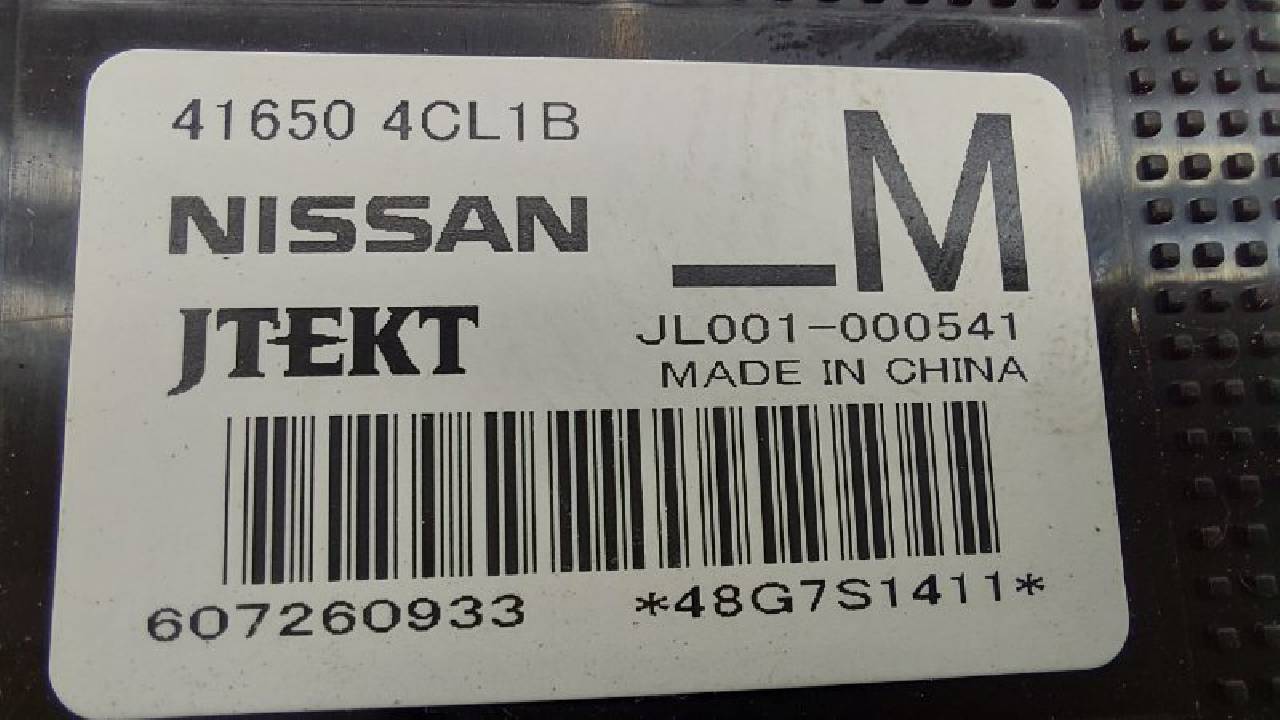 41650 4CL1B
NISSAN
_M
JTEKT
JL001-000541
MADE IN CHINA
607260933 *48G7S1411*